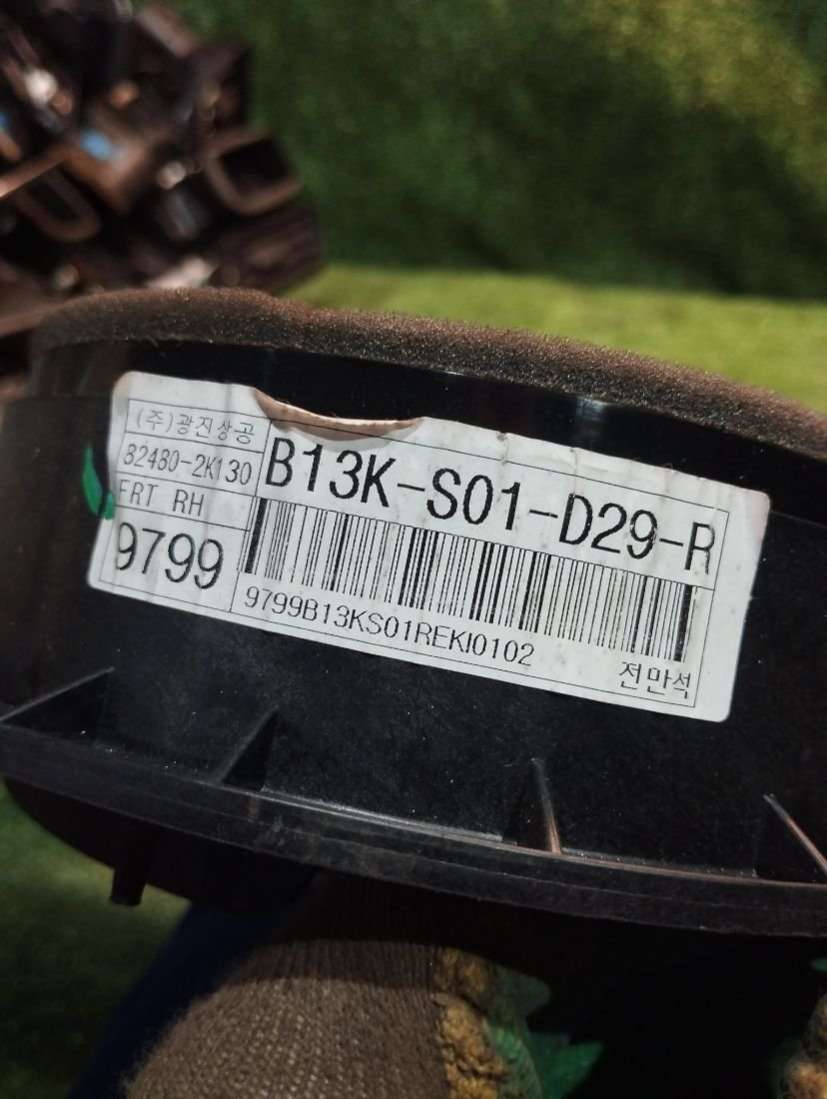 (주)광진상공
82480-2K130
FRT RH
9799
B13K-S01-D29-R
9799B13KS01REKI0102
전만석